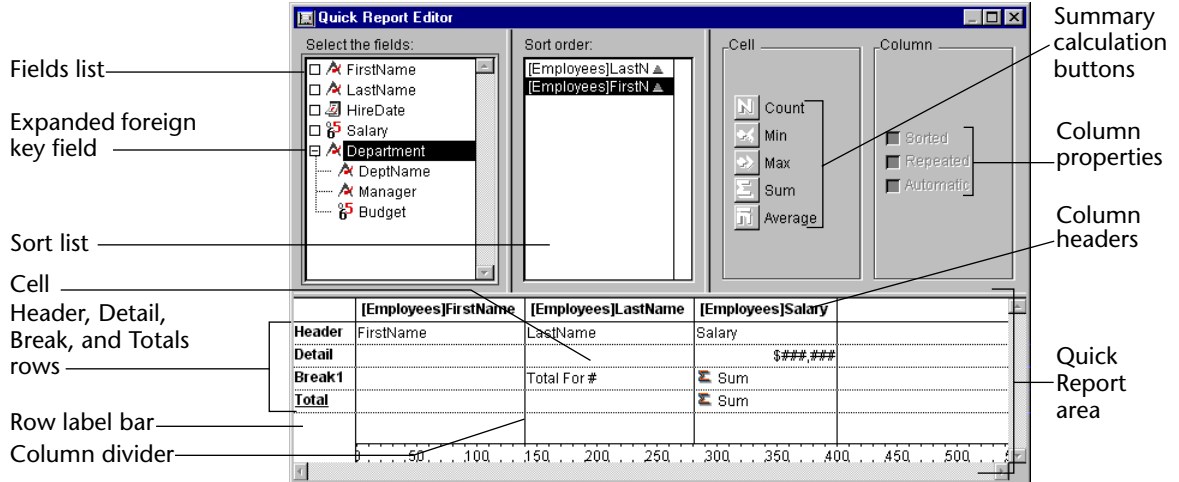 Quick Report Editor
Select the fields:
FirstName
LastName
HireDate
Salary
Department
DeptName
Manager
Budget
Sort order:
[Employees]LastN
[Employees]FirstN
Cell
Count
Min
Max
Sum
Average
Column
Sorted
Repeated
Automatic
Fields list
Expanded foreign
key field
Sort list
Cell
Header, Detail,
Break, and Totals
rows
Row label bar
Column divider
Summary
calculation
buttons
Column
properties
Column
headers
Quick
Report
area
[Employees]FirstName [Employees]LastName [Employees]Salary
Header FirstName LastName Salary
Detail $###,###
Break1 Total For # Sum
Total Sum
0 50 100 150 200 250 300 350 400 450 500